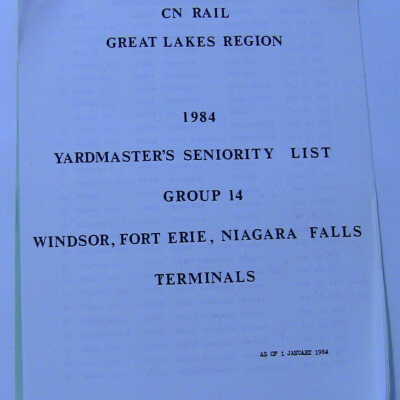 CN RAIL
GREAT LAKES REGION
1984
YARDMASTER'S SENIORITY LIST
GROUP 14
WINDSOR, FORT ERIE, NIAGARA FALLS
TERMINALS
AS OF 1 JANUARY 1984